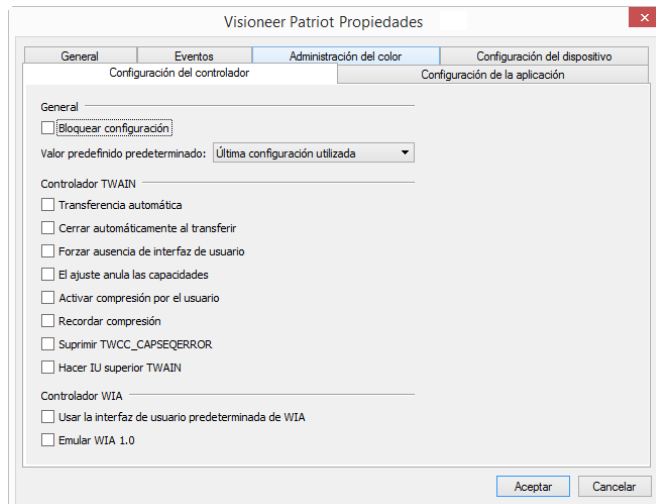 Visioneer Patriot Propiedades
General Eventos Administración del color Configuración del dispositivo
Configuración del controlador Configuración de la aplicación
General
Bloquear configuración
Valor predefinido predeterminado: Última configuración utilizada
Controlador TWAIN
Transferencia automática
Cerrar automáticamente al transferir
Forzar ausencia de interfaz de usuario
El ajuste anula las capacidades
Activar compresión por el usuario
Recordar compresión
Suprimir TWCC_CAPSEQERROR
Hacer IU superior TWAIN
Controlador WIA
Usar la interfaz de usuario predeterminada de WIA
Emular WIA 1.0
Aceptar Cancelar